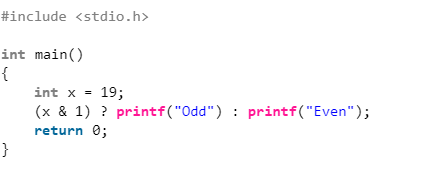 #include <stdio.h>

int main()
{
    int x = 19;
    (x & 1) ? printf("Odd") : printf("Even");
    return 0;
}